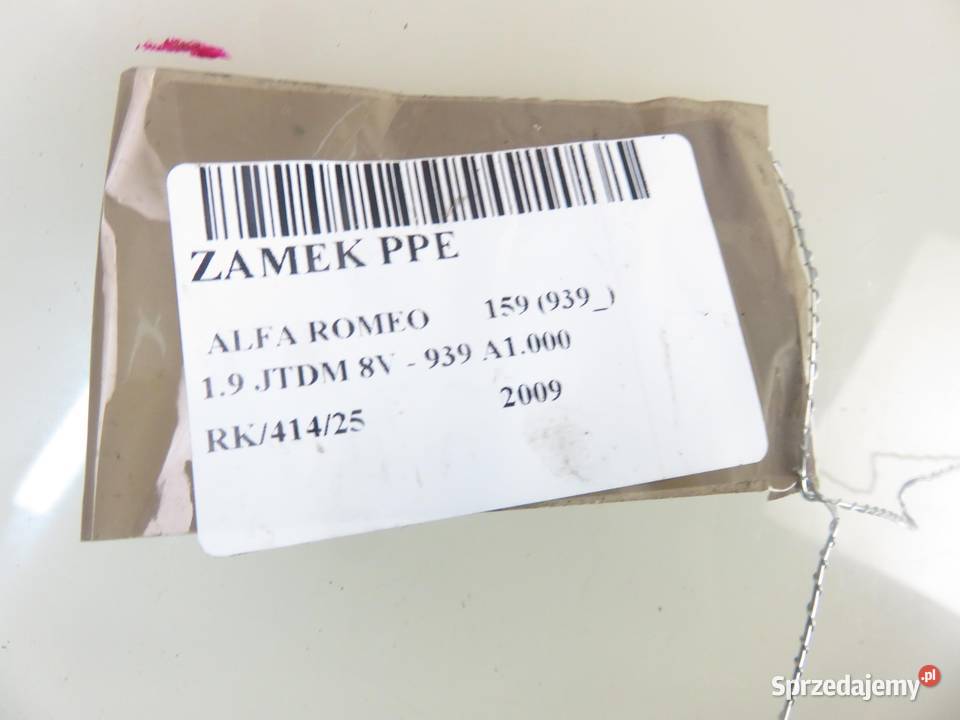 ZAMEK PPE
ALFA ROMEO 159 (939_)
1.9 JTDM 8V - 939 A1.000
RK/414/25 2009
Sprzedajemy.pl